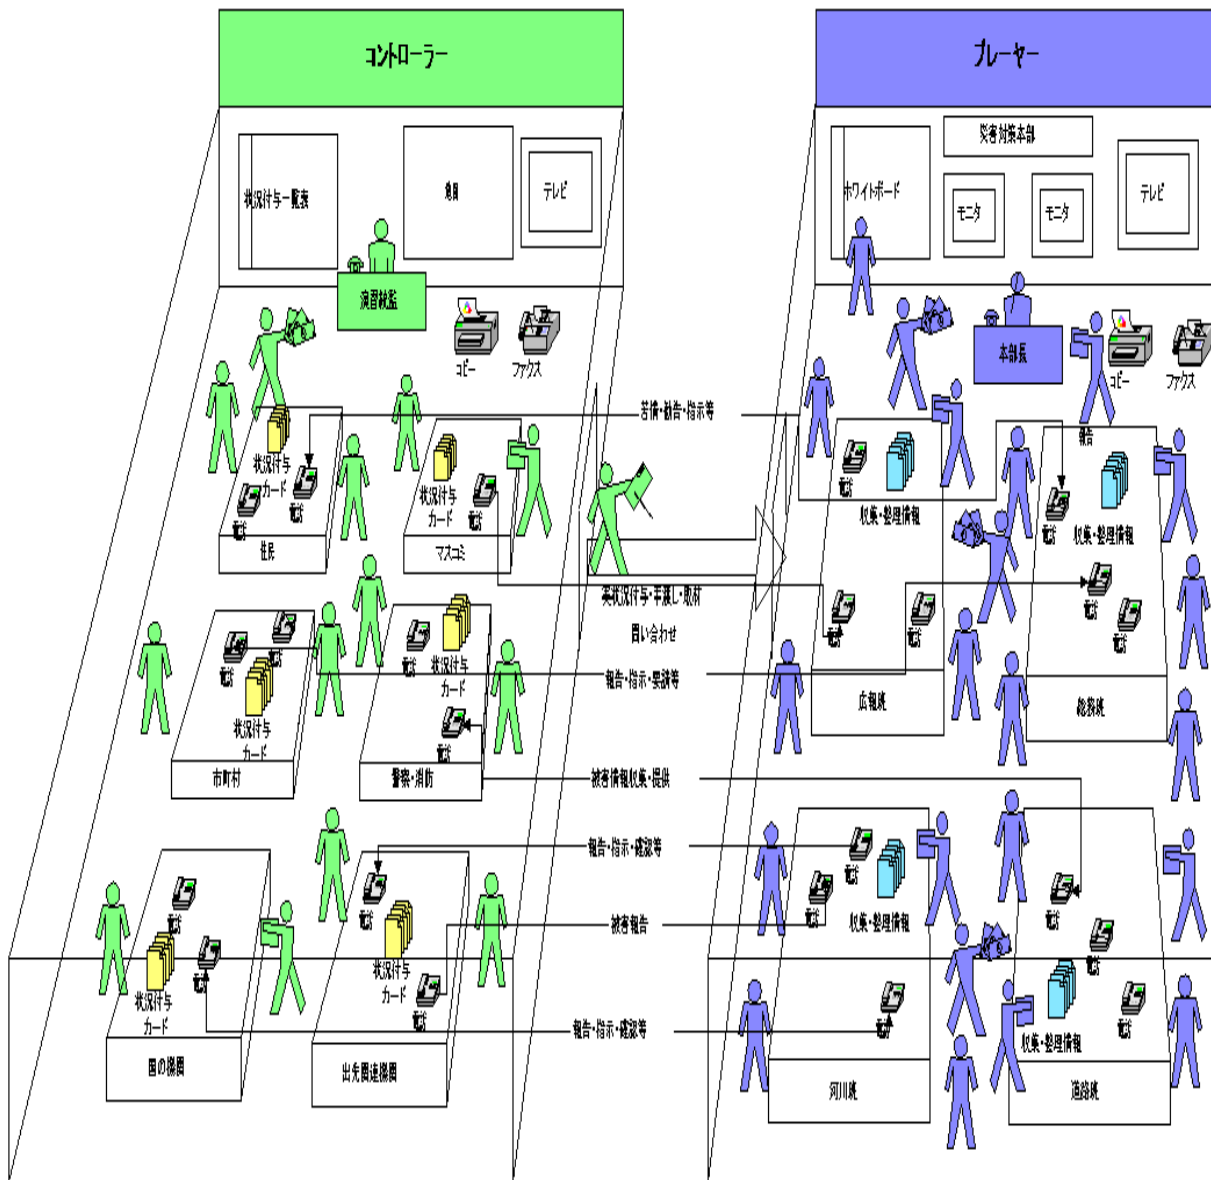 コントローラー
プレーヤー
状況付与一覧表
テレビ
演習統監
コピー
ファクス
災害対策本部
ホワイトボード
モニタ
モニタ
テレビ
本部長
コピー
ファクス
報告
苦情・勧告・指示等
状況付与
カード
電話
電話
住民
状況付与
カード
電話
マスコミ
電話
収集・整理情報
電話
収集・整理情報
実状況付与・手渡し・取材
問い合わせ
電話
電話
電話
電話
広報班
総務班
電話
電話
状況付与
カード
市町村
電話
状況付与
カード
電話
警察・消防
報告・指示・要請等
被害情報収集・提供
報告・指示・確認等
被害報告
報告・指示・確認等
電話
状況付与
カード
電話
国の機関
電話
状況付与
カード
電話
出先関連機関
電話
電話
収集・整理情報
電話
河川班
電話
電話
電話
収集・整理情報
道路班